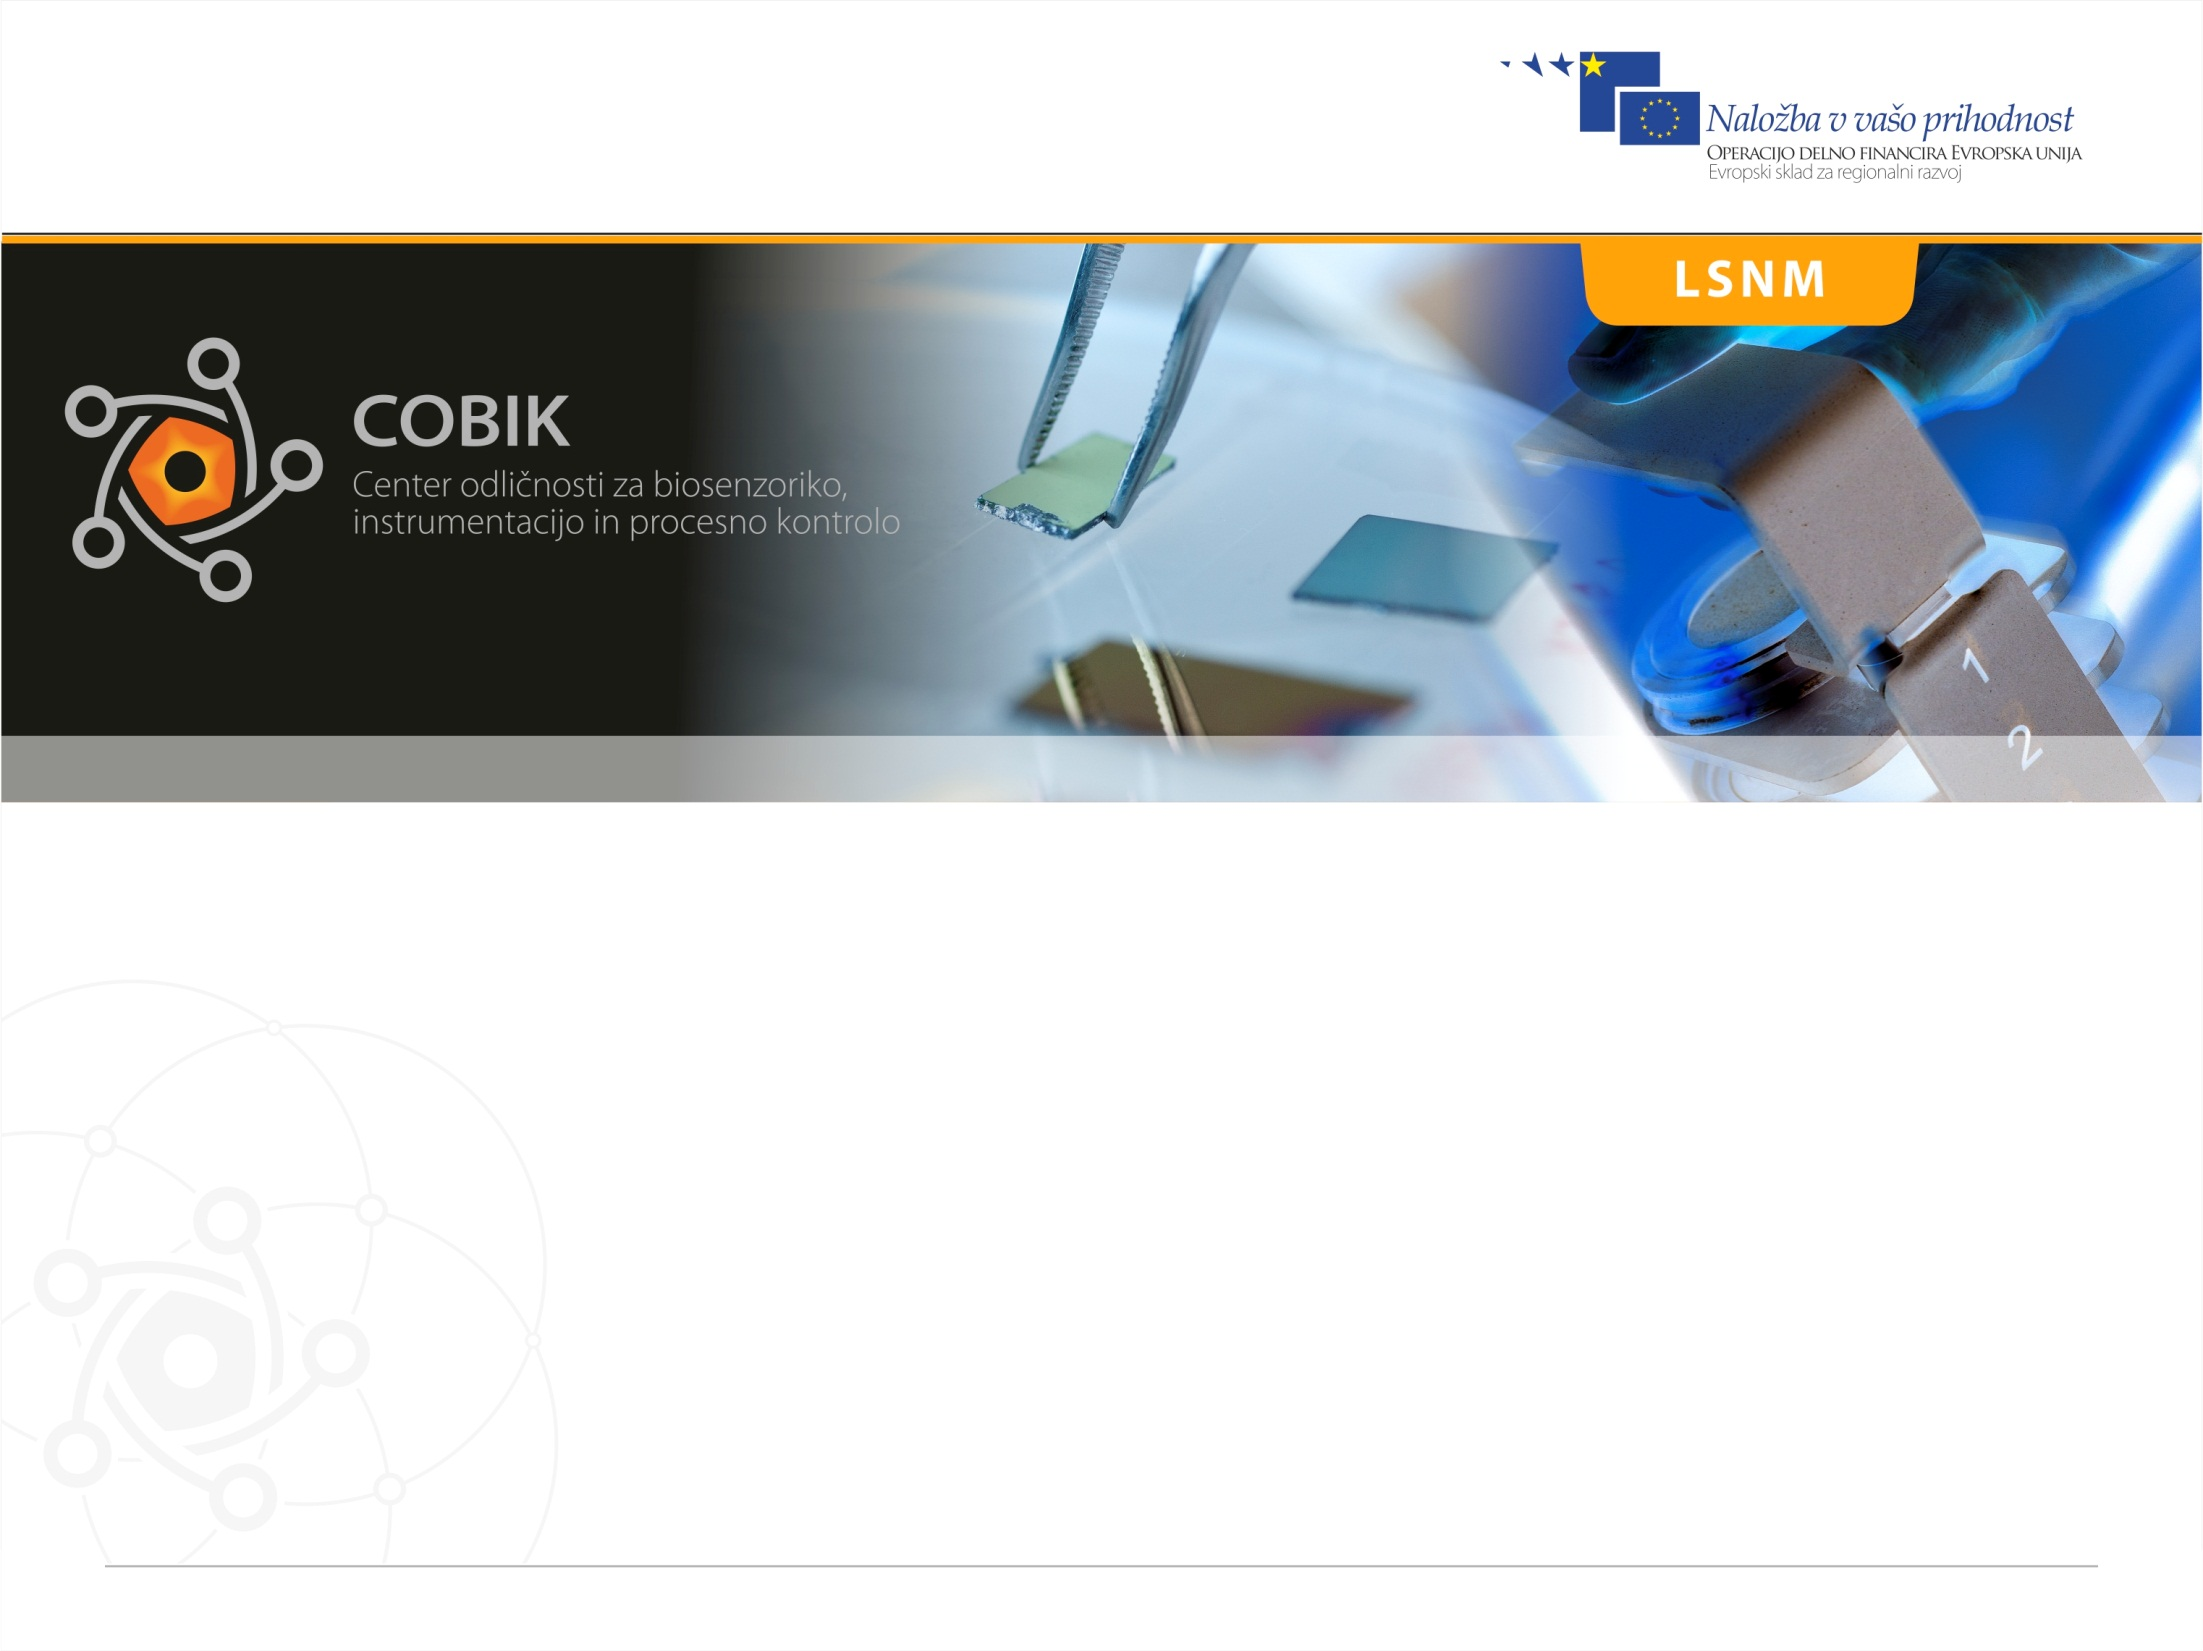 Naložba v vašo prihodnost
OPERACIJO DELNO FINANCIRA EVROPSKA UNIJA
Evropski sklad za regionalni razvoj
LSNM
COBIK
Center odličnosti za biosenzoriko,
instrumentacijo in procesno kontrolo
1
2